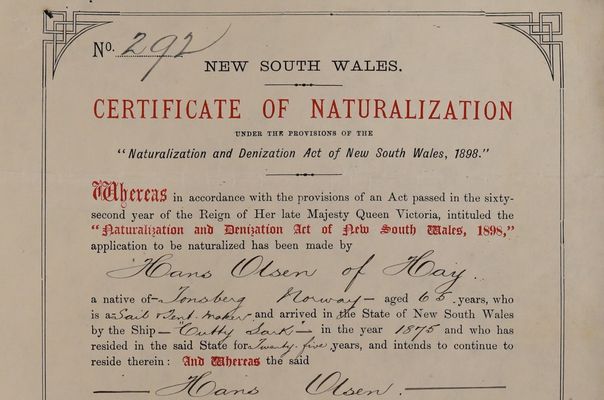 No. 292
NEW SOUTH WALES.
CERTIFICATE OF NATURALIZATION
UNDER THE PROVISIONS OF THE
"Naturalization and Denization Act of New South Wales, 1898."
Whereas in accordance with the provisions of an Act passed in the sixty-
second year of the Reign of Her late Majesty Queen Victoria, intituled the
"Naturalization and Denization Act of New South Wales, 1898,"
application to be naturalized has been made by
Hans Olsen of Hay
a native of Tonsberg Norway aged 65 years, who
is a Sail & Tent-maker and arrived in the State of New South Wales
by the Ship "Cutty Sark" in the year 1875 and who has
resided in the said State for Twenty-five years, and intends to continue to
reside therein: And Whereas the said
Hans Olsen.